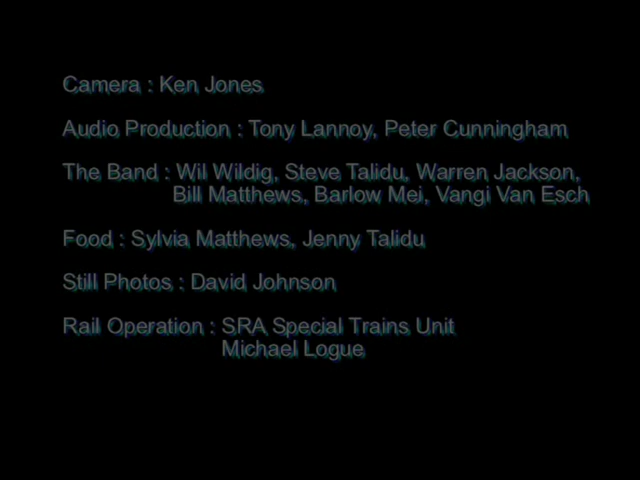 Camera : Ken Jones
Audio Production : Tony Lannoy, Peter Cunningham
The Band : Wil Wildig, Steve Talidu, Warren Jackson,
Bill Matthews, Barlow Mei, Vangi Van Esch
Food : Sylvia Matthews, Jenny Talidu
Still Photos : David Johnson
Rail Operation : SRA Special Trains Unit
Michael Logue